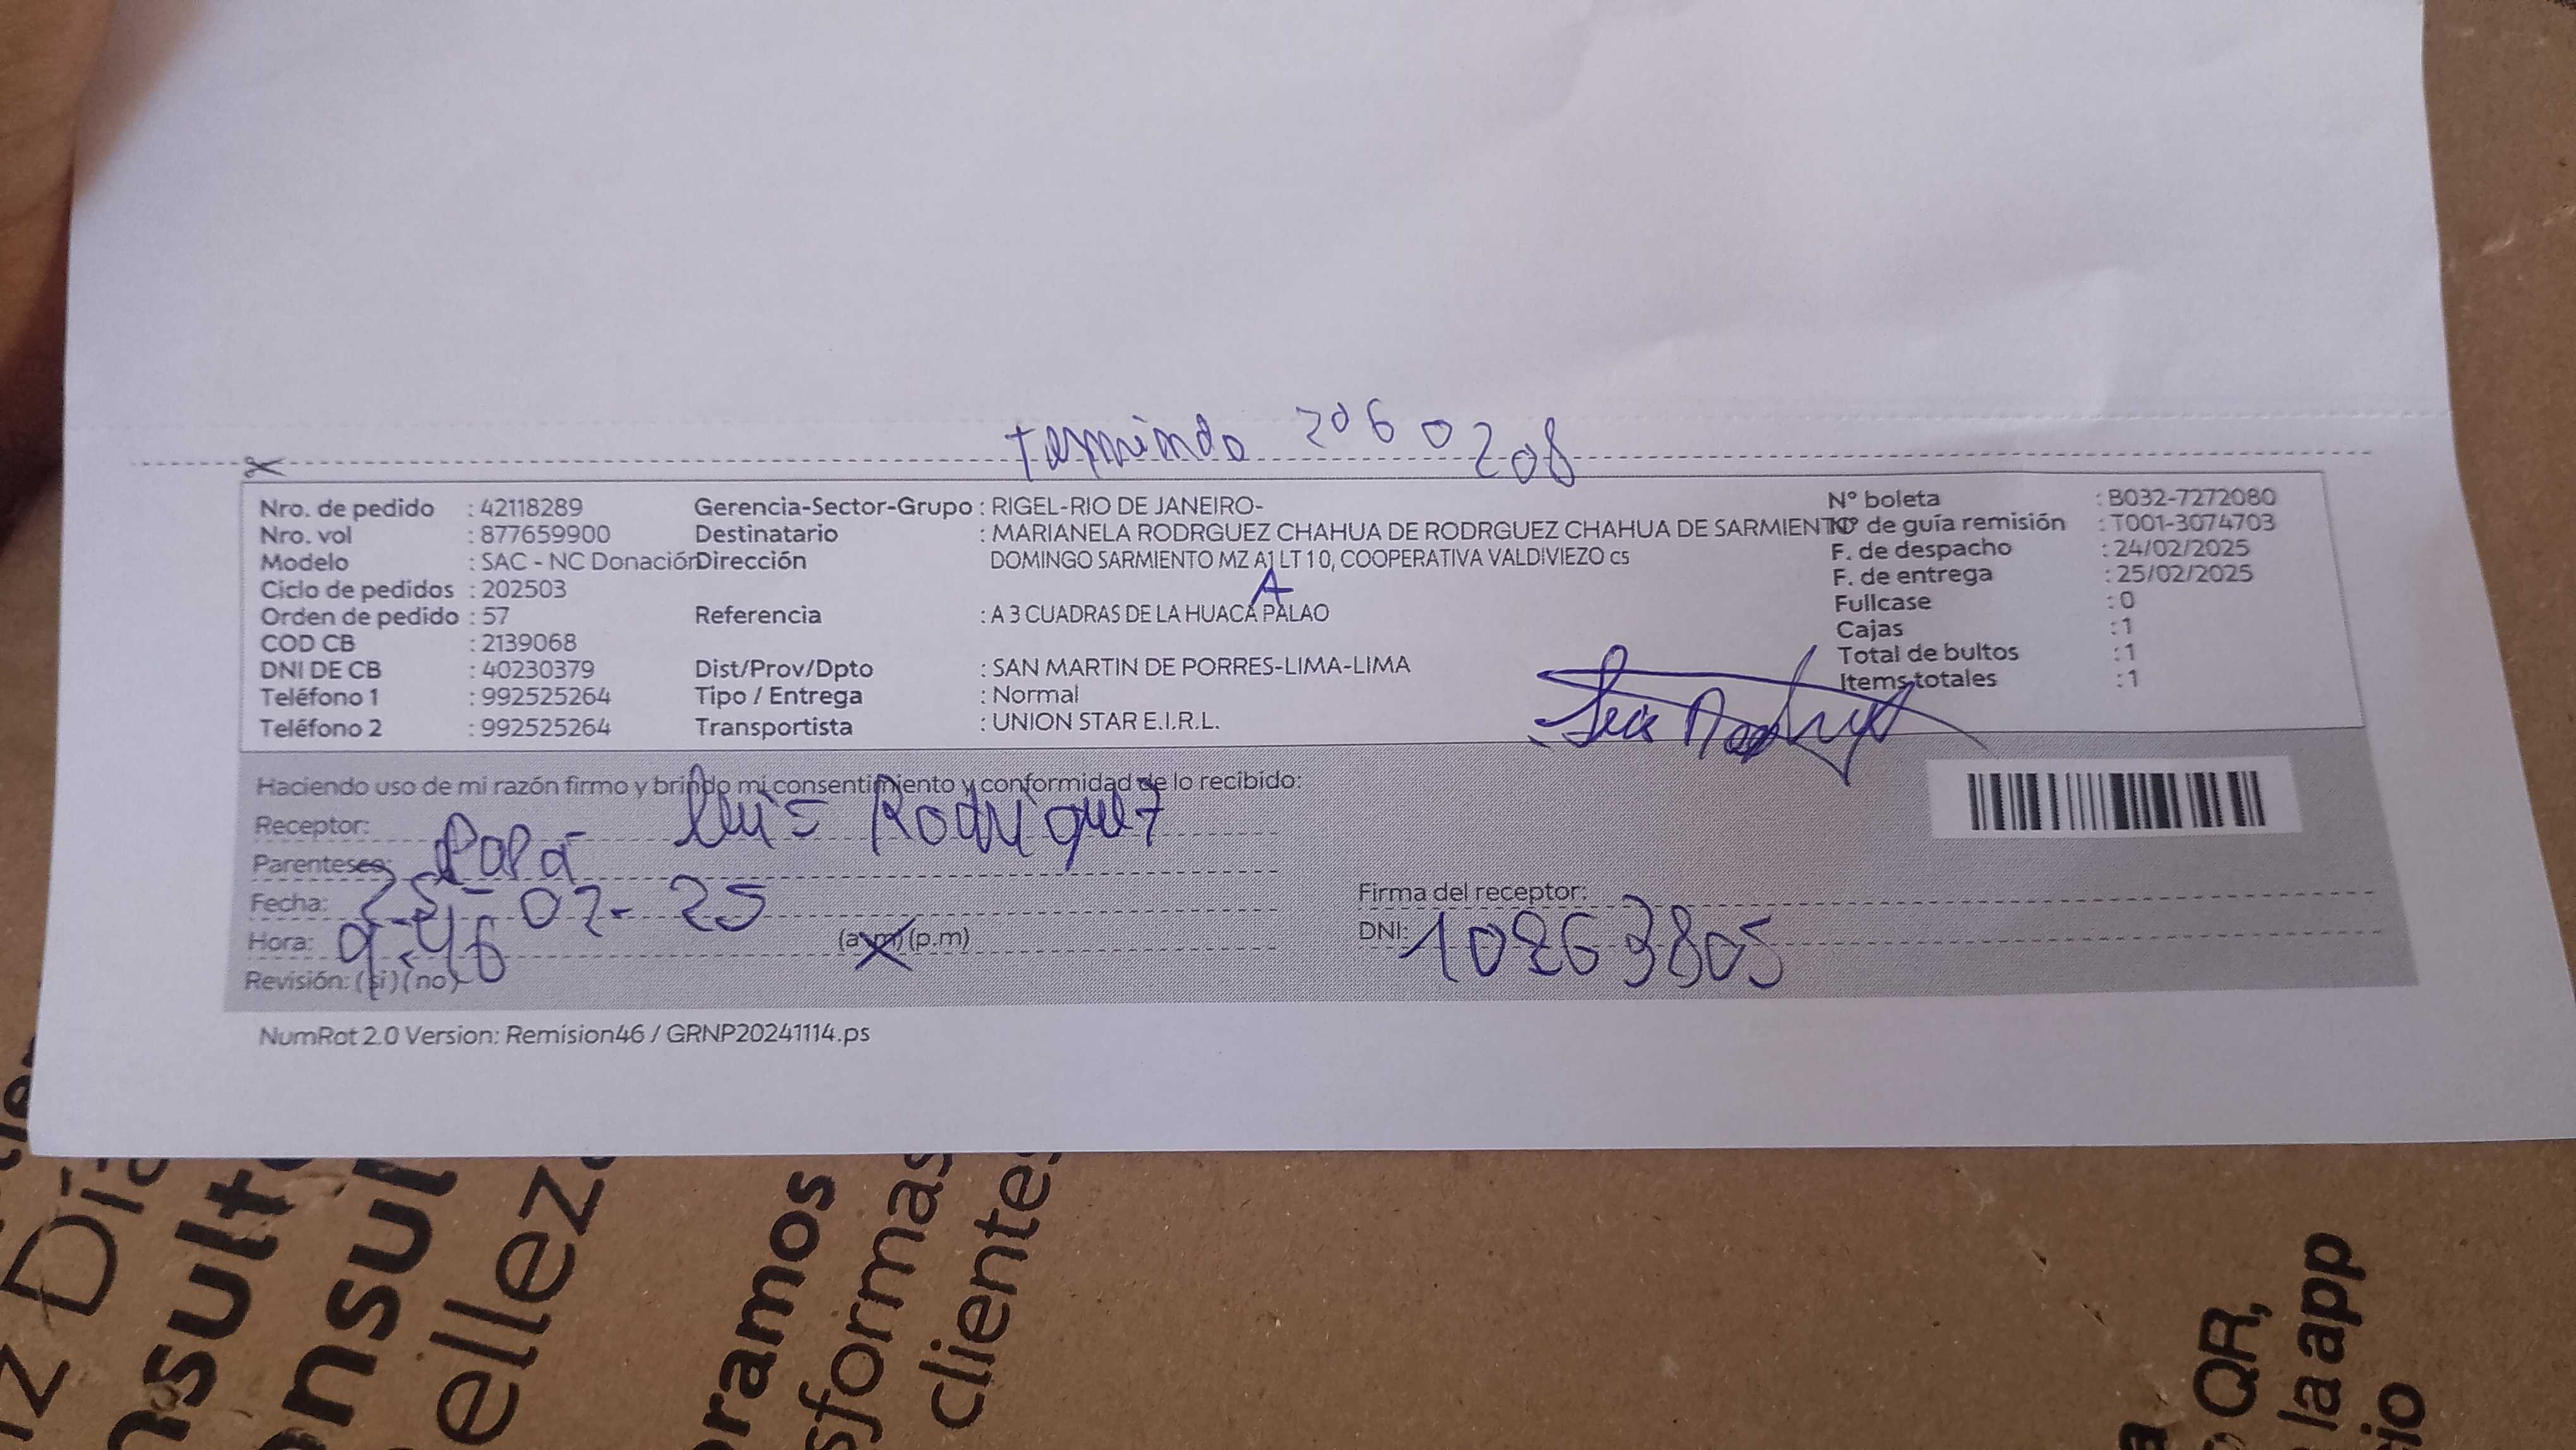 termindo 2060208
Nro. de pedido : 42118289
Nro. vol : 877659900
Modelo : SAC - NC Donación
Ciclo de pedidos : 202503
Orden de pedido : 57
COD CB : 2139068
DNI DE CB : 40230379
Teléfono 1 : 992525264
Teléfono 2 : 992525264
Gerencia-Sector-Grupo : RIGEL-RIO DE JANEIRO-
Destinatario : MARIANELA RODRGUEZ CHAHUA DE RODRGUEZ CHAHUA DE SARMIENTO
Dirección DOMINGO SARMIENTO MZ A1 LT 10, COOPERATIVA VALDIVIEZO cs
A
Referencia : A 3 CUADRAS DE LA HUACA PALAO
Dist/Prov/Dpto : SAN MARTIN DE PORRES-LIMA-LIMA
Tipo / Entrega : Normal
Transportista : UNION STAR E.I.R.L.
N° boleta : B032-7272080
N° de guía remisión : T001-3074703
F. de despacho : 24/02/2025
F. de entrega : 25/02/2025
Fullcase : 0
Cajas : 1
Total de bultos : 1
Items totales : 1
Haciendo uso de mi razón firmo y brindo mi consentimiento y conformidad de lo recibido:
Receptor: Luis Rodriguez
Parentesco: Papá
Fecha: 25-02-25
Hora: 9:46 (a.m) (p.m)
Revisión: (si) (no)
Firma del receptor:
DNI: 10263805
NumRot 2.0 Version: Remision46 / GRNP20241114.ps
oramos
sformas
cliente
QR,
la app